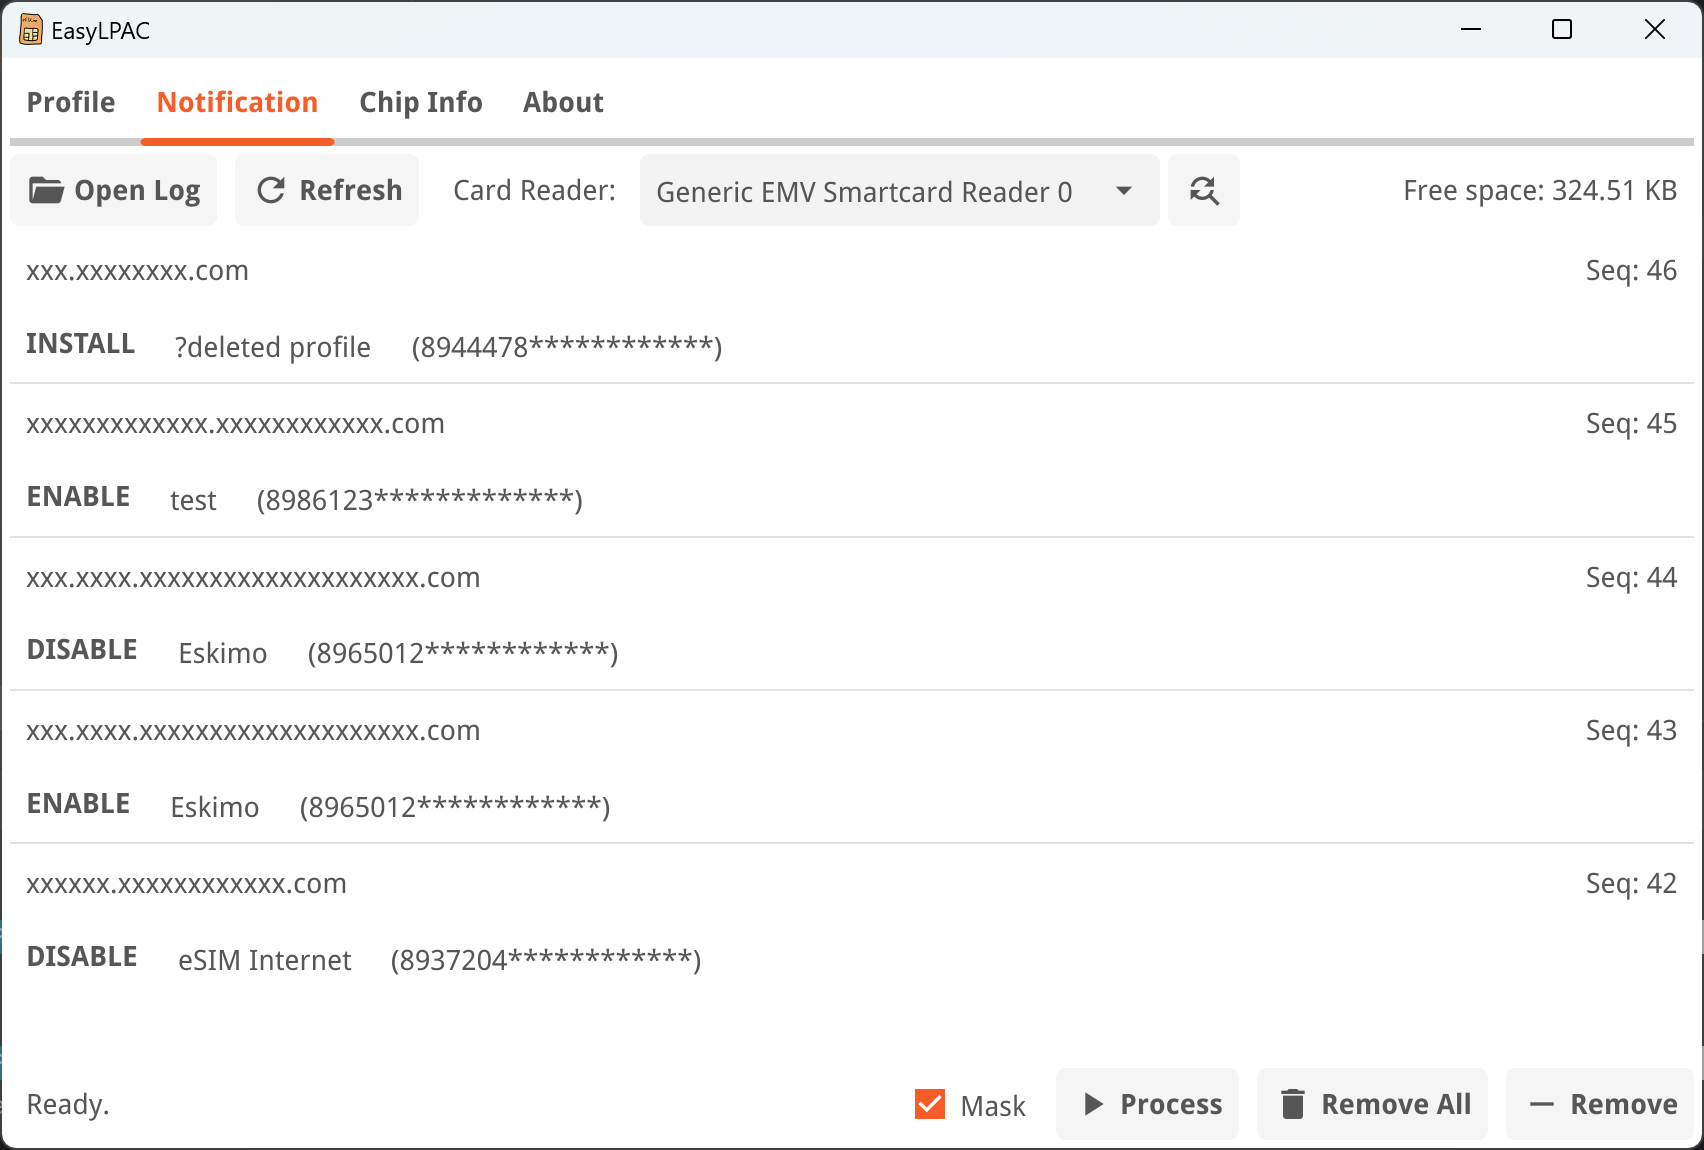 EasyLPAC
Profile Notification Chip Info About
Open Log Refresh Card Reader: Generic EMV Smartcard Reader 0 Free space: 324.51 KB
xxx.xxxxxxxx.com Seq: 46
INSTALL ?deleted profile (8944478************)
xxxxxxxxxxxxx.xxxxxxxxxxxx.com Seq: 45
ENABLE test (8986123*************)
xxx.xxxx.xxxxxxxxxxxxxxxxxxxx.com Seq: 44
DISABLE Eskimo (8965012************)
xxx.xxxx.xxxxxxxxxxxxxxxxxxxx.com Seq: 43
ENABLE Eskimo (8965012************)
xxxxxx.xxxxxxxxxxxx.com Seq: 42
DISABLE eSIM Internet (8937204************)
Ready. Mask Process Remove All Remove